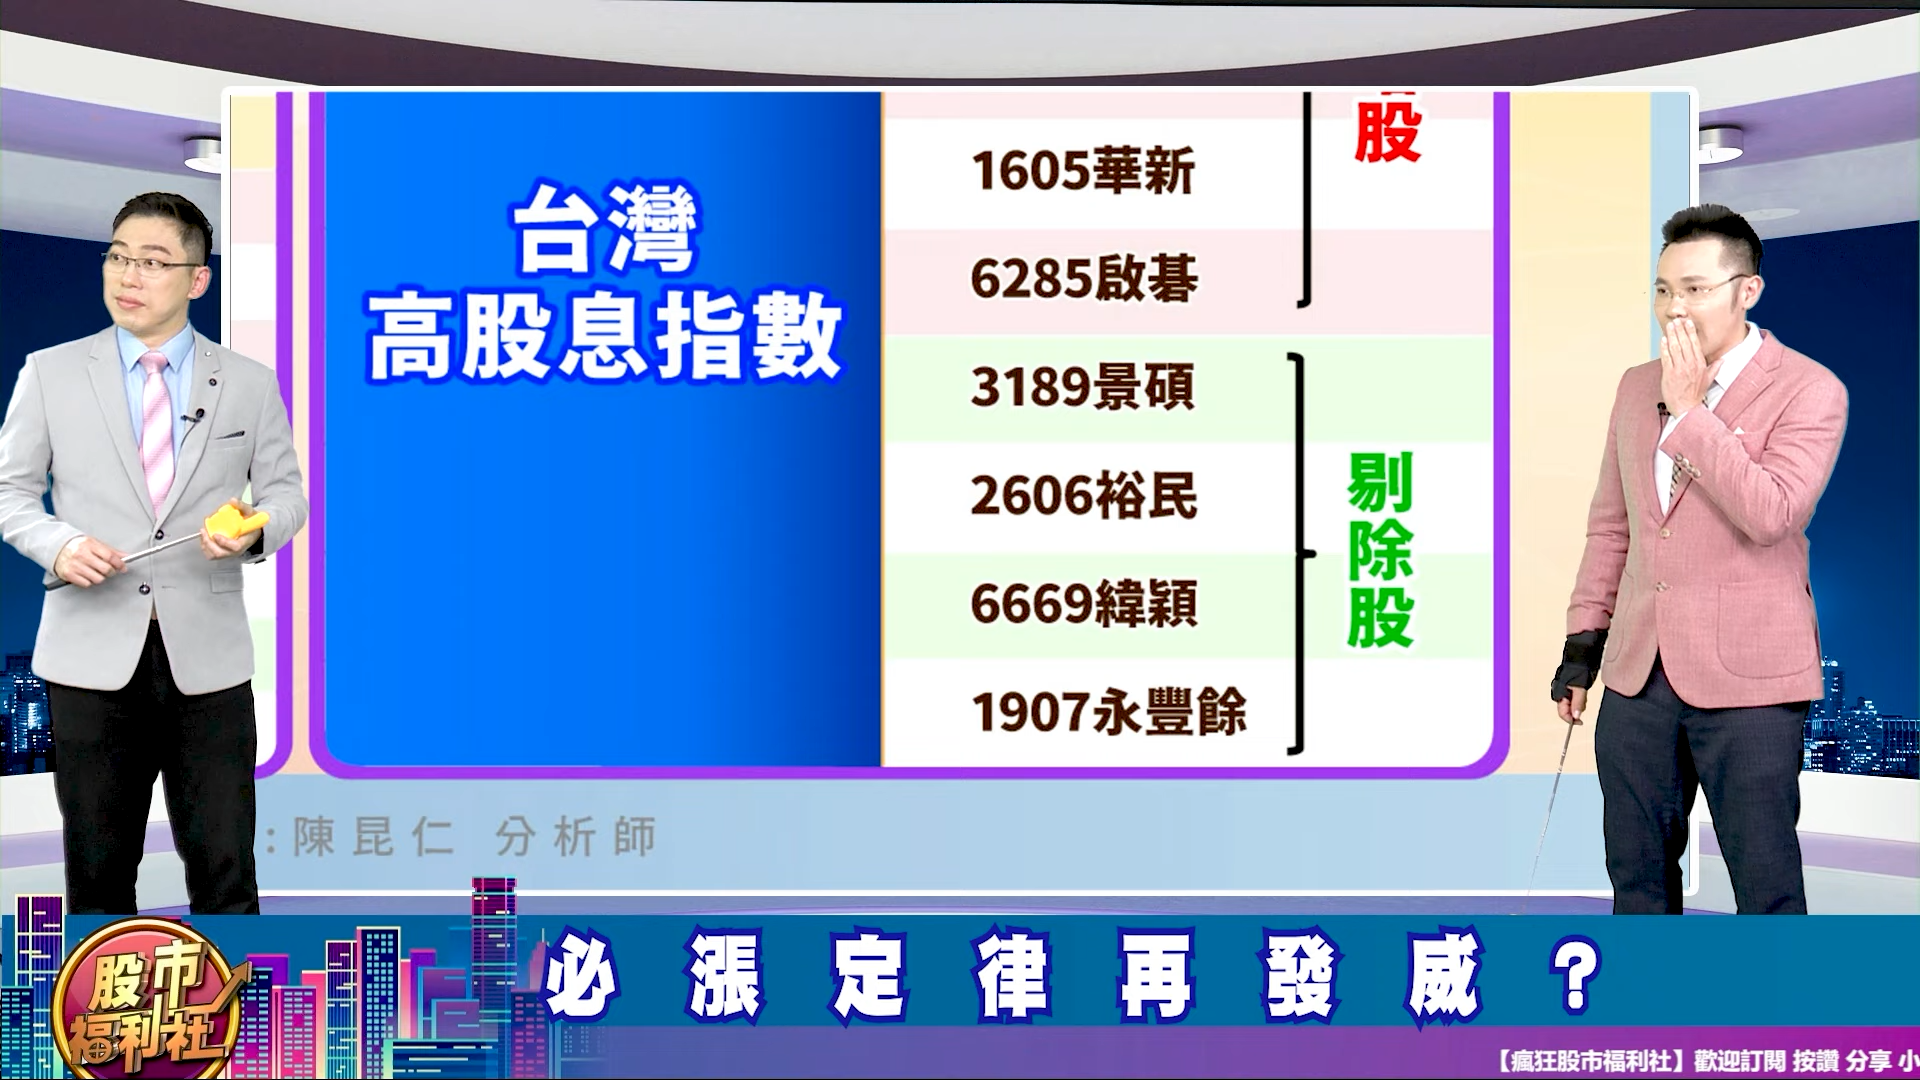 股
台灣
高股息指數
1605華新
6285啟碁
3189景碩
2606裕民
6669緯穎
1907永豐餘
剔除股
:陳昆仁 分析師
必漲定律再發威?
股市
福利社
【瘋狂股市福利社】歡迎訂閱 按讚 分享 小